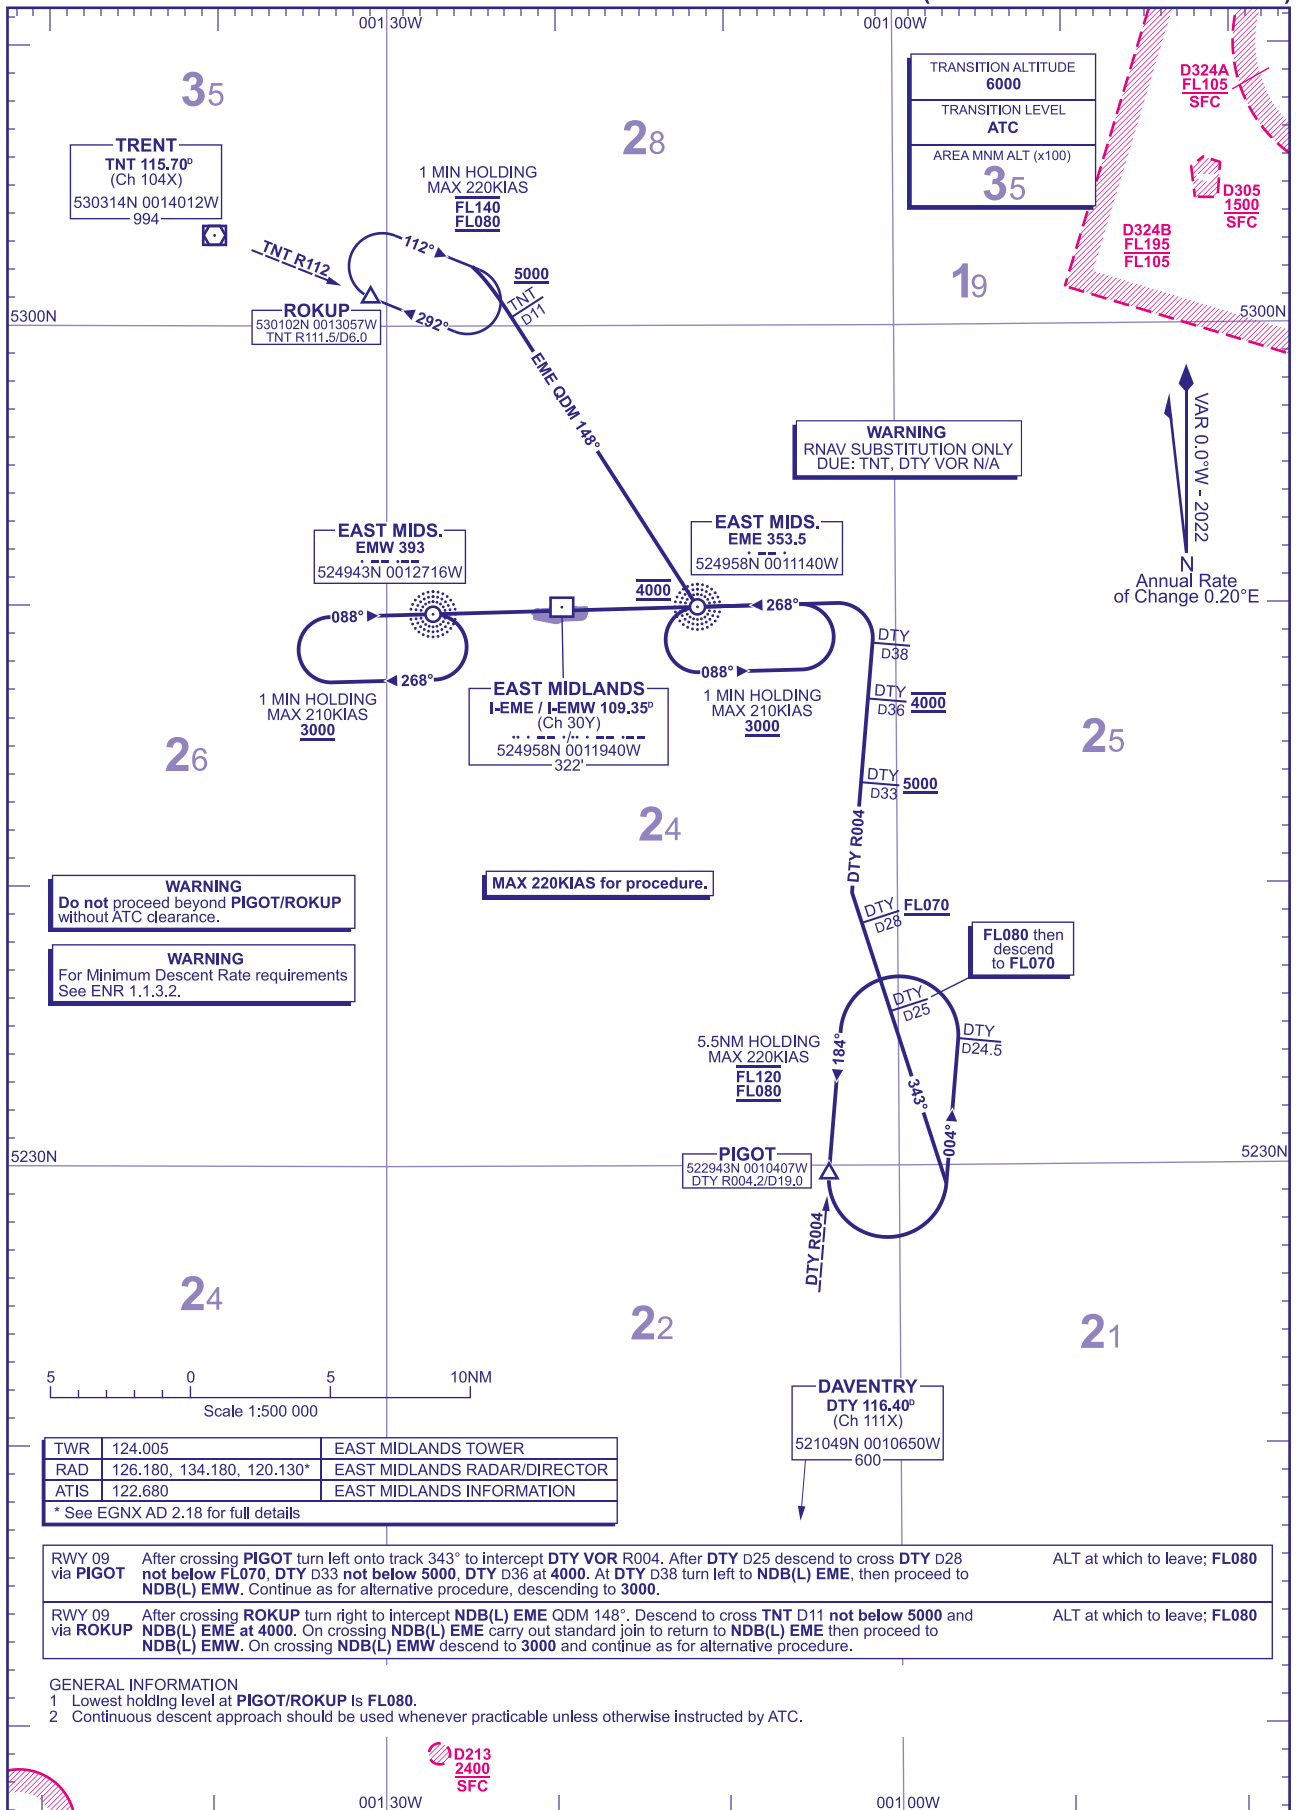 001 30W
001 00W
35
28
19
TRENT
TNT 115.70ᴰ
(Ch 104X)
530314N 0014012W
994
1 MIN HOLDING
MAX 220KIAS
FL140
FL080
TRANSITION ALTITUDE
6000
TRANSITION LEVEL
ATC
AREA MNM ALT (x100)
35
D324A
FL105
SFC
D305
1500
SFC
D324B
FL195
FL105
TNT R112
112°
292°
5000
TNT
D11
ROKUP
530102N 0013057W
TNT R111.5/D6.0
5300N
5300N
EME QDM 148°
WARNING
RNAV SUBSTITUTION ONLY
DUE: TNT, DTY VOR N/A
VAR 0.0°W - 2022
N
Annual Rate
of Change 0.20°E
EAST MIDS.
EMW 393
524943N 0012716W
EAST MIDS.
EME 353.5
524958N 0011140W
4000
088°
268°
268°
088°
1 MIN HOLDING
MAX 210KIAS
3000
EAST MIDLANDS
I-EME / I-EMW 109.35ᴰ
(Ch 30Y)
524958N 0011940W
322'
1 MIN HOLDING
MAX 210KIAS
3000
DTY
D38
DTY
D36
4000
DTY
D33
5000
26
25
24
DTY R004
WARNING
Do not proceed beyond PIGOT/ROKUP
without ATC clearance.
MAX 220KIAS for procedure.
DTY
D28
FL070
WARNING
For Minimum Descent Rate requirements
See ENR 1.1.3.2.
FL080 then
descend
to FL070
DTY
D25
DTY
D24.5
5.5NM HOLDING
MAX 220KIAS
FL120
FL080
184°
343°
004°
5230N
5230N
PIGOT
522943N 0010407W
DTY R004.2/D19.0
DTY R004
24
22
21
5 0 5 10NM
Scale 1:500 000
DAVENTRY
DTY 116.40ᴰ
(Ch 111X)
521049N 0010650W
600
TWR 124.005 EAST MIDLANDS TOWER
RAD 126.180, 134.180, 120.130* EAST MIDLANDS RADAR/DIRECTOR
ATIS 122.680 EAST MIDLANDS INFORMATION
* See EGNX AD 2.18 for full details
RWY 09 After crossing PIGOT turn left onto track 343° to intercept DTY VOR R004. After DTY D25 descend to cross DTY D28 ALT at which to leave; FL080
via PIGOT not below FL070, DTY D33 not below 5000, DTY D36 at 4000. At DTY D38 turn left to NDB(L) EME, then proceed to
NDB(L) EMW. Continue as for alternative procedure, descending to 3000.
RWY 09 After crossing ROKUP turn right to intercept NDB(L) EME QDM 148°. Descend to cross TNT D11 not below 5000 and ALT at which to leave; FL080
via ROKUP NDB(L) EME at 4000. On crossing NDB(L) EME carry out standard join to return to NDB(L) EME then proceed to
NDB(L) EMW. On crossing NDB(L) EMW descend to 3000 and continue as for alternative procedure.
GENERAL INFORMATION
1 Lowest holding level at PIGOT/ROKUP Is FL080.
2 Continuous descent approach should be used whenever practicable unless otherwise instructed by ATC.
D213
2400
SFC
001 30W
001 00W